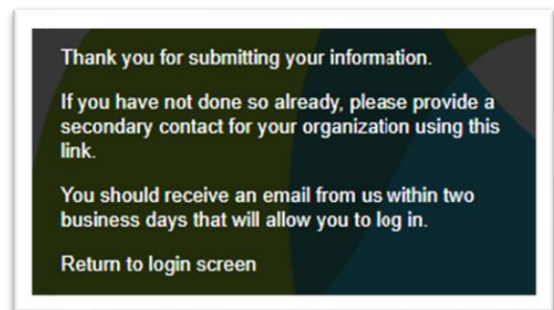 Thank you for submitting your information.
If you have not done so already, please provide a
secondary contact for your organization using this
link.
You should receive an email from us within two
business days that will allow you to log in.
Return to login screen